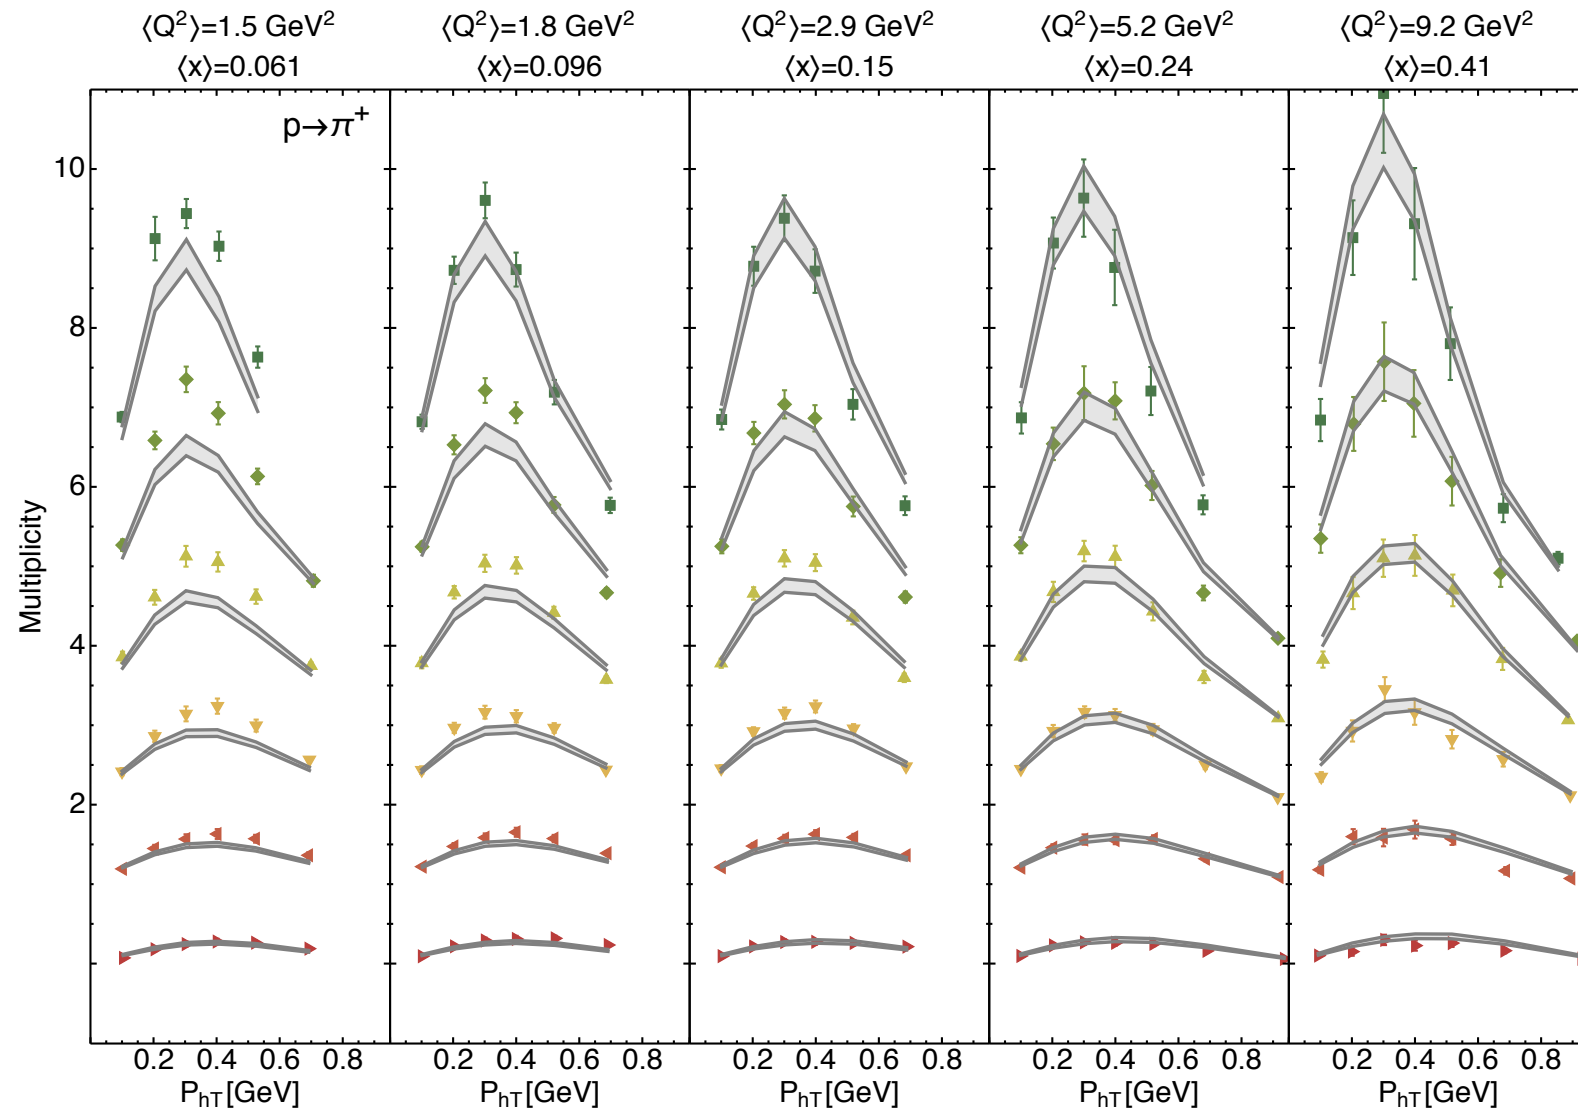 ⟨Q²⟩=1.5 GeV² ⟨Q²⟩=1.8 GeV² ⟨Q²⟩=2.9 GeV² ⟨Q²⟩=5.2 GeV² ⟨Q²⟩=9.2 GeV²
⟨x⟩=0.061 ⟨x⟩=0.096 ⟨x⟩=0.15 ⟨x⟩=0.24 ⟨x⟩=0.41
p→π⁺
10
8
6
Multiplicity
4
2
0.2 0.4 0.6 0.8 0.2 0.4 0.6 0.8 0.2 0.4 0.6 0.8 0.2 0.4 0.6 0.8 0.2 0.4 0.6 0.8
P_hT[GeV] P_hT[GeV] P_hT[GeV] P_hT[GeV] P_hT[GeV]